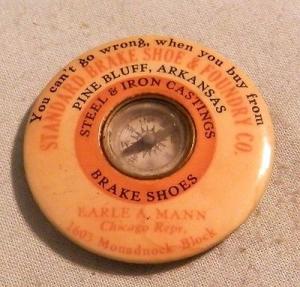 You can't go wrong, when you buy from
STANDARD BRAKE SHOE & FOUNDRY CO.
PINE BLUFF, ARKANSAS
STEEL & IRON CASTINGS
BRAKE SHOES
EARLE A. MANN
Chicago Repr.
1603 Monadnock Block